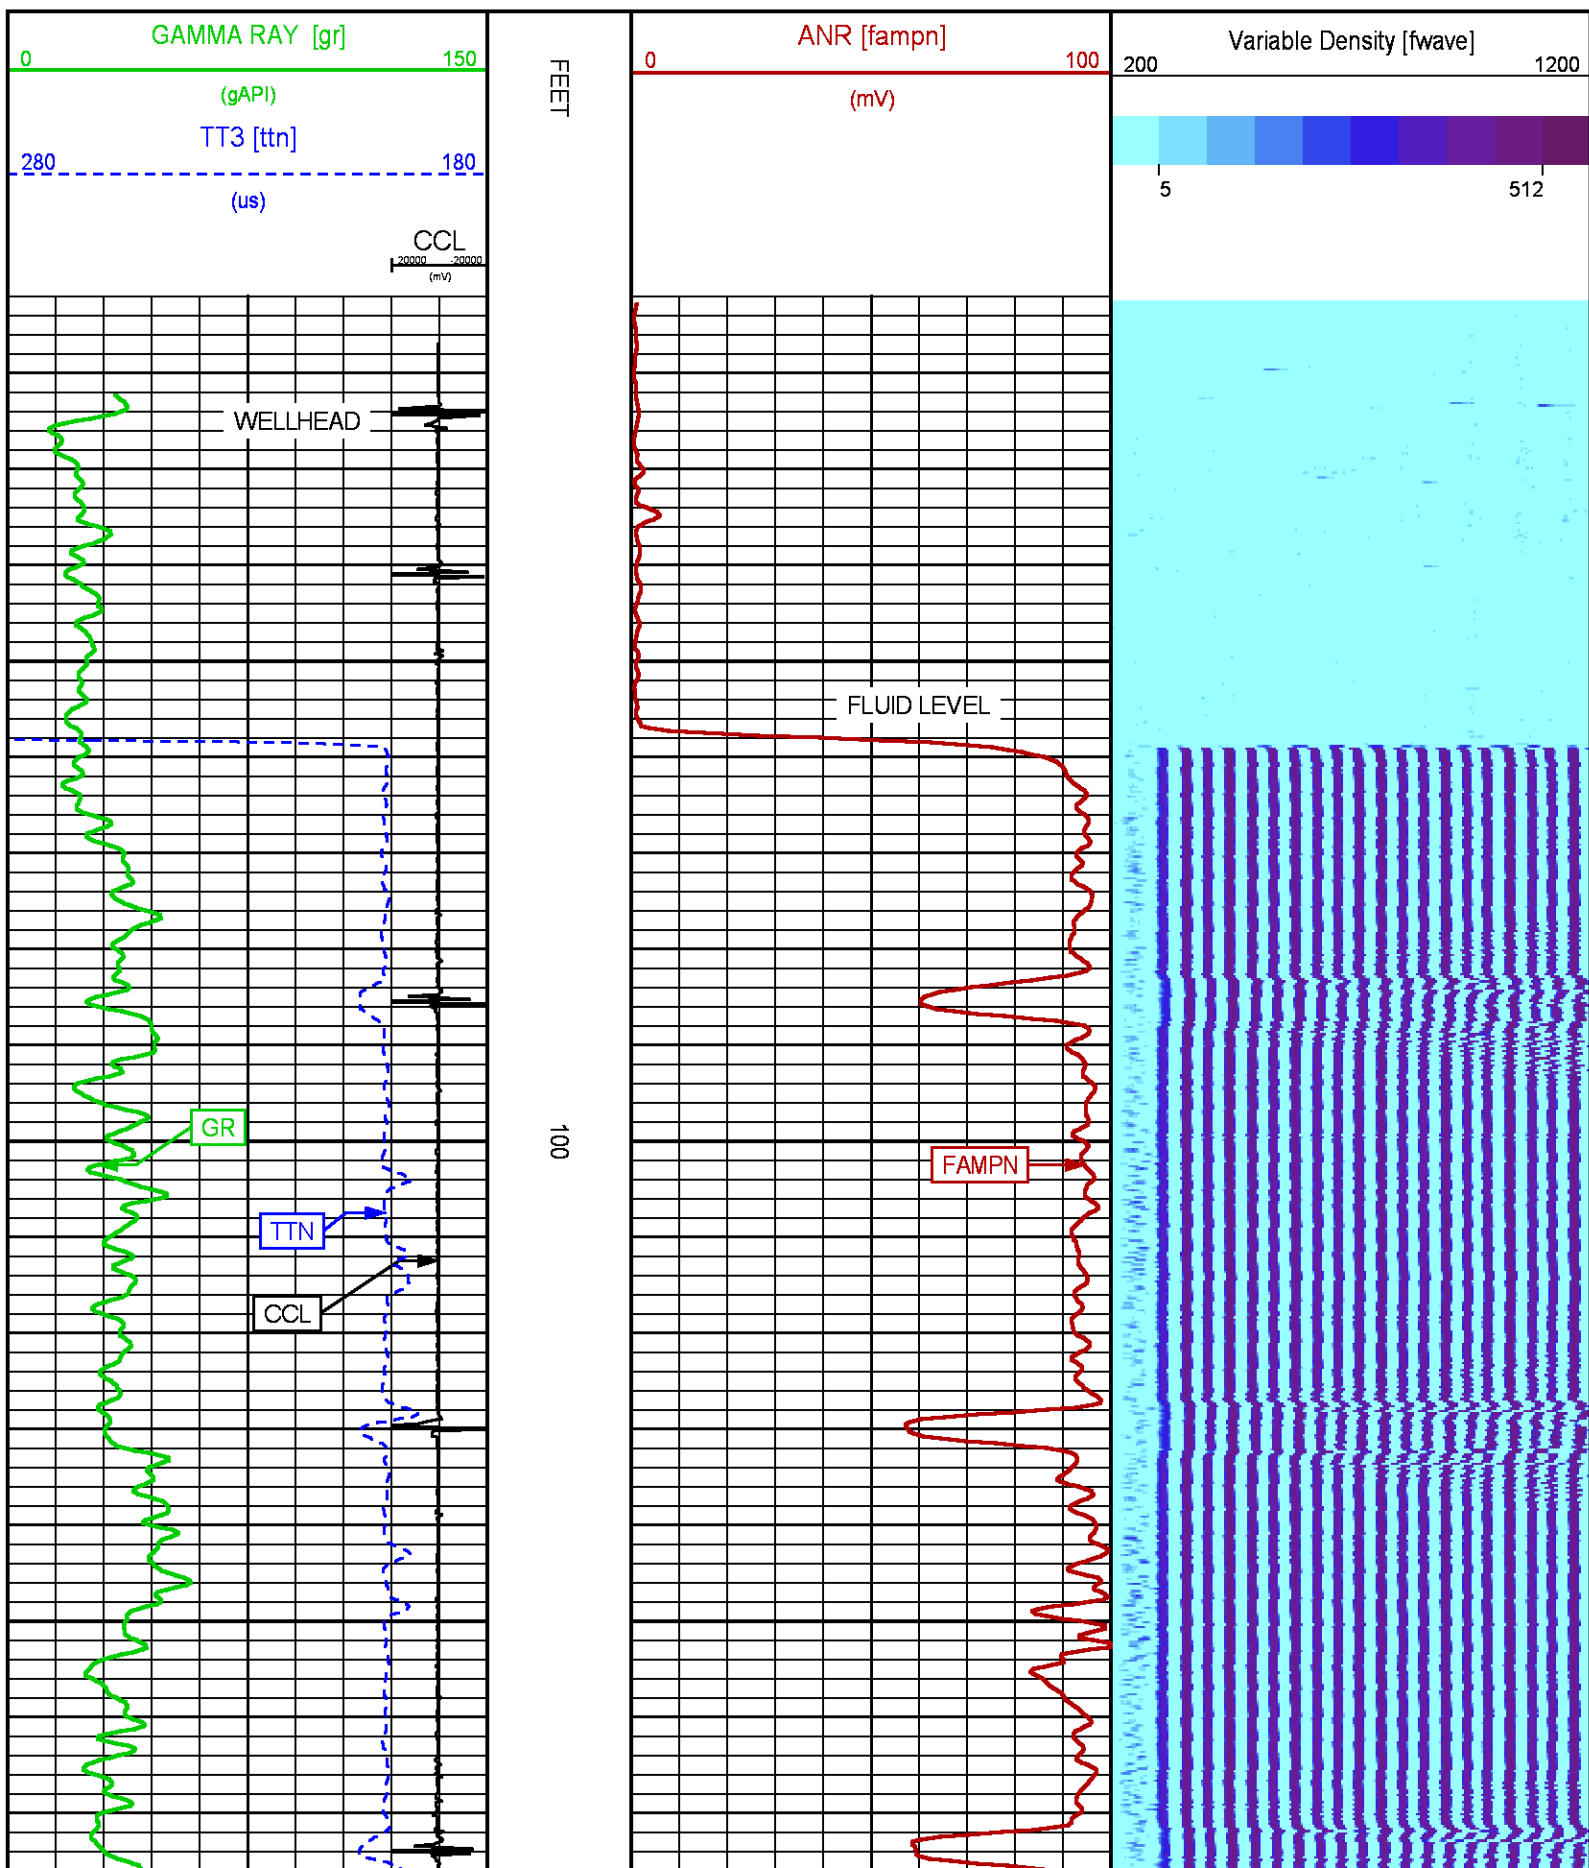 GAMMA RAY [gr]
0 150
(gAPI)
TT3 [ttn]
280 180
(us)
CCL
20000 -20000
(mV)
FEET
ANR [fampn]
0 100
(mV)
Variable Density [fwave]
200 1200
5 512
WELLHEAD
FLUID LEVEL
GR
100
FAMPN
TTN
CCL